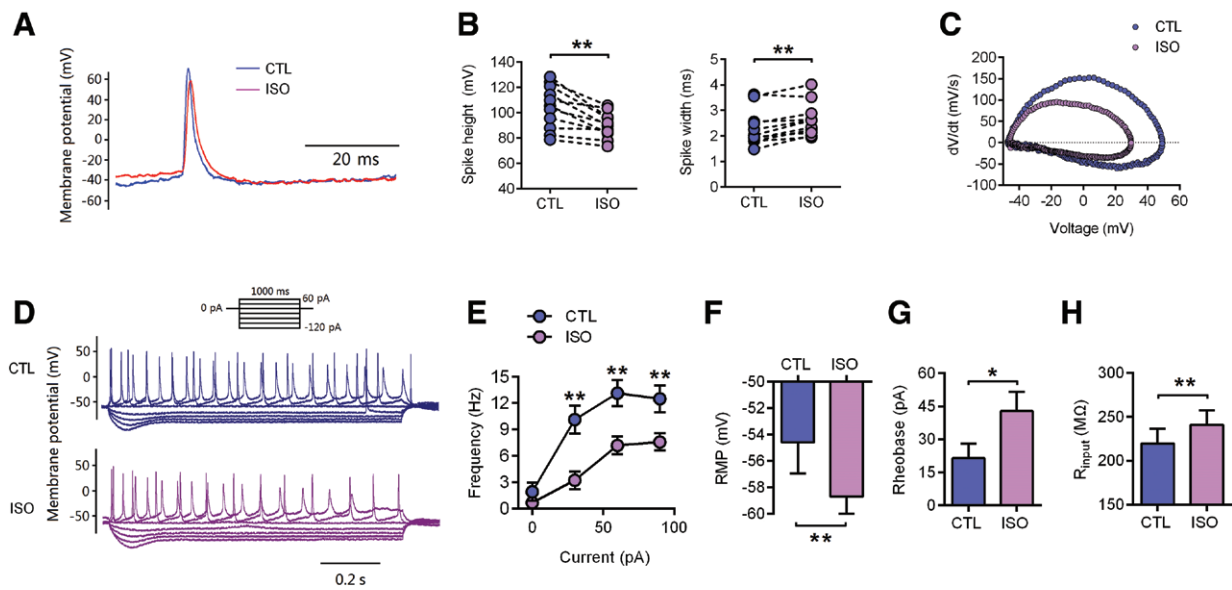 A
Membrane potential (mV)
60
40
20
0
-20
-40
-60
CTL
ISO
20 ms
B
**
Spike height (mV)
140
120
100
80
60
40
CTL
ISO
**
Spike width (ms)
5
4
3
2
1
0
CTL
ISO
C
CTL
ISO
dV/dt (mV/s)
200
150
100
50
0
-50
-100
-40
-20
0
20
40
60
Voltage (mV)
D
1000 ms
0 pA
60 pA
-120 pA
CTL
50
0
-50
ISO
50
0
-50
Membrane potential (mV)
0.2 s
E
CTL
ISO
**
**
**
Frequency (Hz)
15
12
9
6
3
0
0
50
100
Current (pA)
F
CTL
ISO
RMP (mV)
-50
-52
-54
-56
-58
-60
**
G
*
Rheobase (pA)
60
45
30
15
0
CTL
ISO
H
**
Rinput (MΩ)
300
250
200
150
CTL
ISO